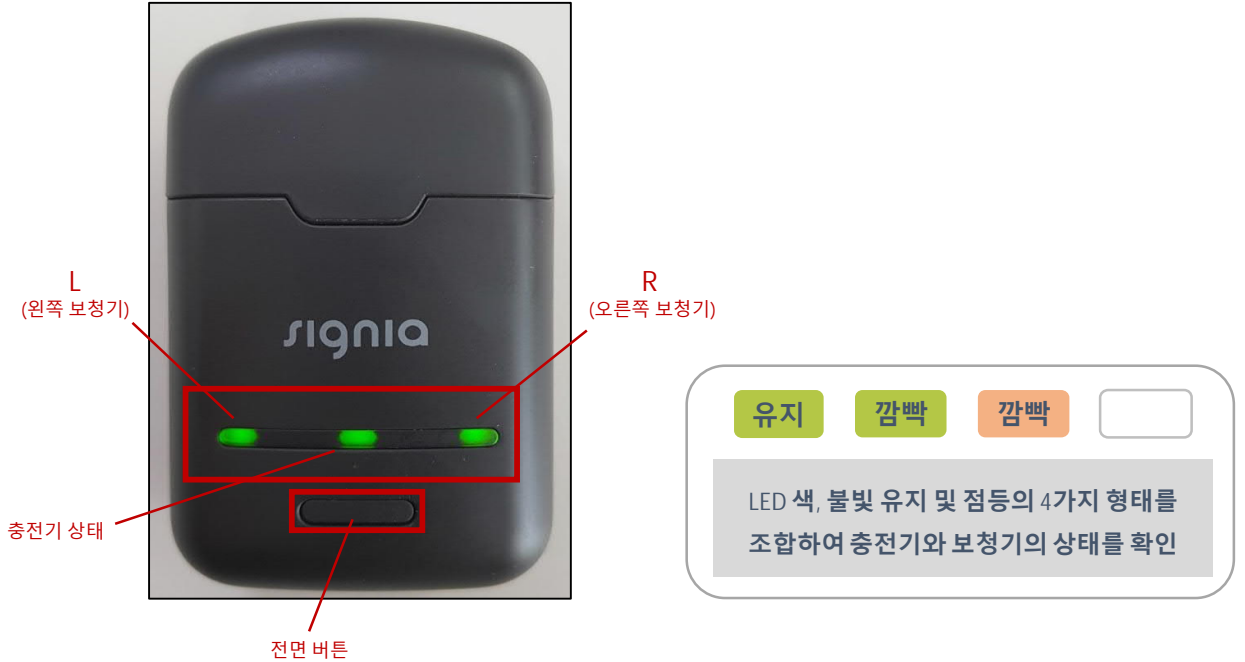 L
(왼쪽 보청기)
R
(오른쪽 보청기)
signia
충전기 상태
전면 버튼
유지 깜빡 깜빡
LED 색, 불빛 유지 및 점등의 4가지 형태를
조합하여 충전기와 보청기의 상태를 확인